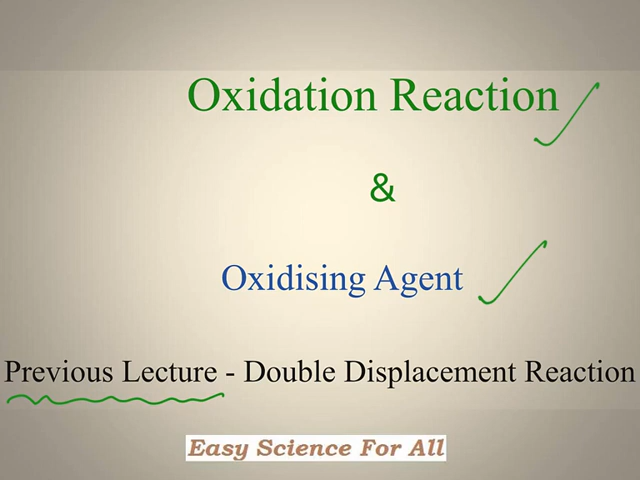 Oxidation Reaction
&
Oxidising Agent
Previous Lecture - Double Displacement Reaction
Easy Science For All